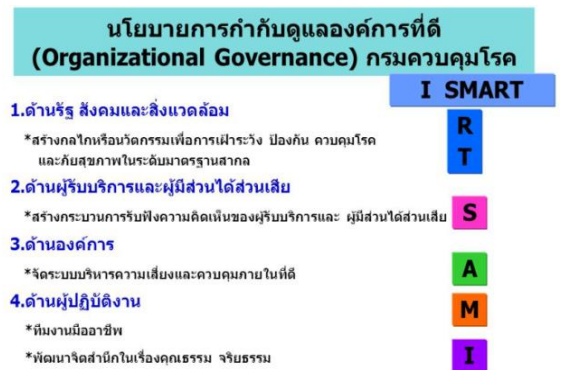 นโยบายการกำกับดูแลองค์การที่ดี
(Organizational Governance) กรมควบคุมโรค
I SMART
1.ด้านรัฐ สังคมและสิ่งแวดล้อม
*สร้างกลไกหรือนวัตกรรมเพื่อการเฝ้าระวัง ป้องกัน ควบคุมโรค
และภัยสุขภาพในระดับมาตรฐานสากล
R
T
2.ด้านผู้รับบริการและผู้มีส่วนได้ส่วนเสีย
*สร้างกระบวนการรับฟังความคิดเห็นของผู้รับบริการและ ผู้มีส่วนได้ส่วนเสีย
S
3.ด้านองค์การ
*จัดระบบบริหารความเสี่ยงและควบคุมภายในที่ดี
A
4.ด้านผู้ปฏิบัติงาน
M
*ทีมงานมืออาชีพ
*พัฒนาจิตสำนึกในเรื่องคุณธรรม จริยธรรม
I